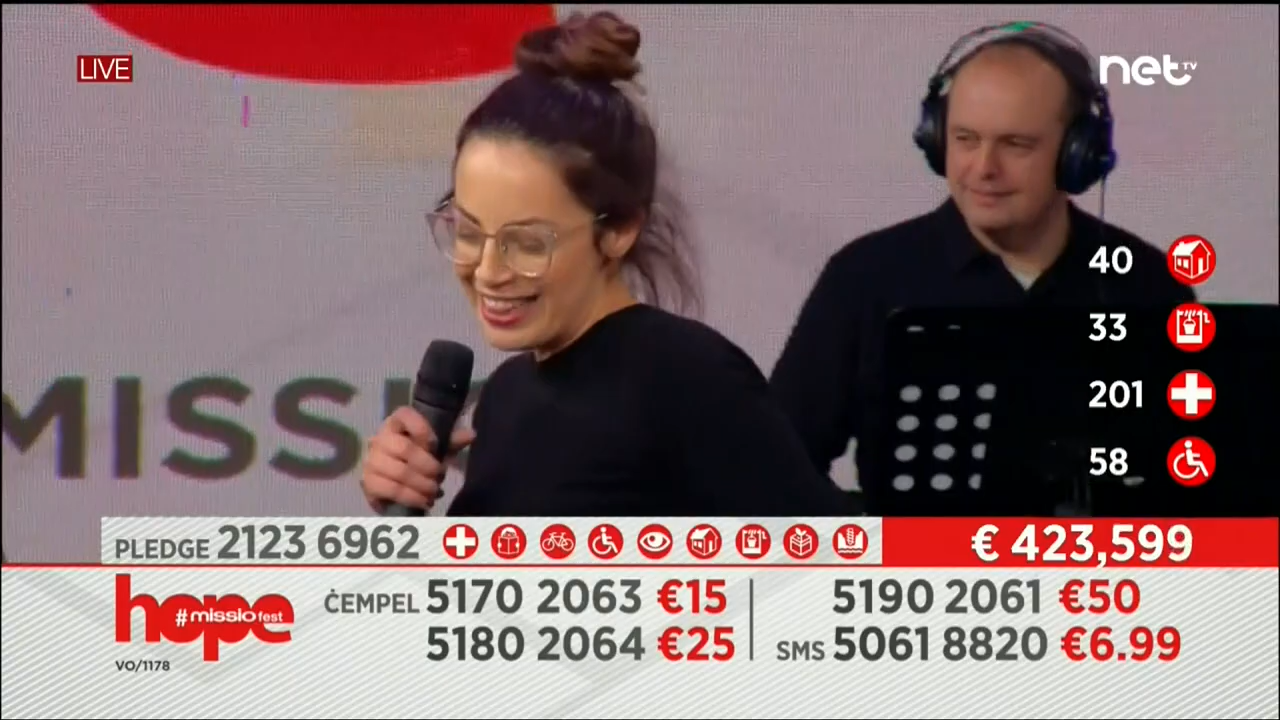 LIVE
net TV
MISSI
40
33
201
58
PLEDGE 2123 6962
€ 423,599
hope
#missiofest
VO/1178
ĊEMPEL 5170 2063 €15
5180 2064 €25
5190 2061 €50
SMS 5061 8820 €6.99